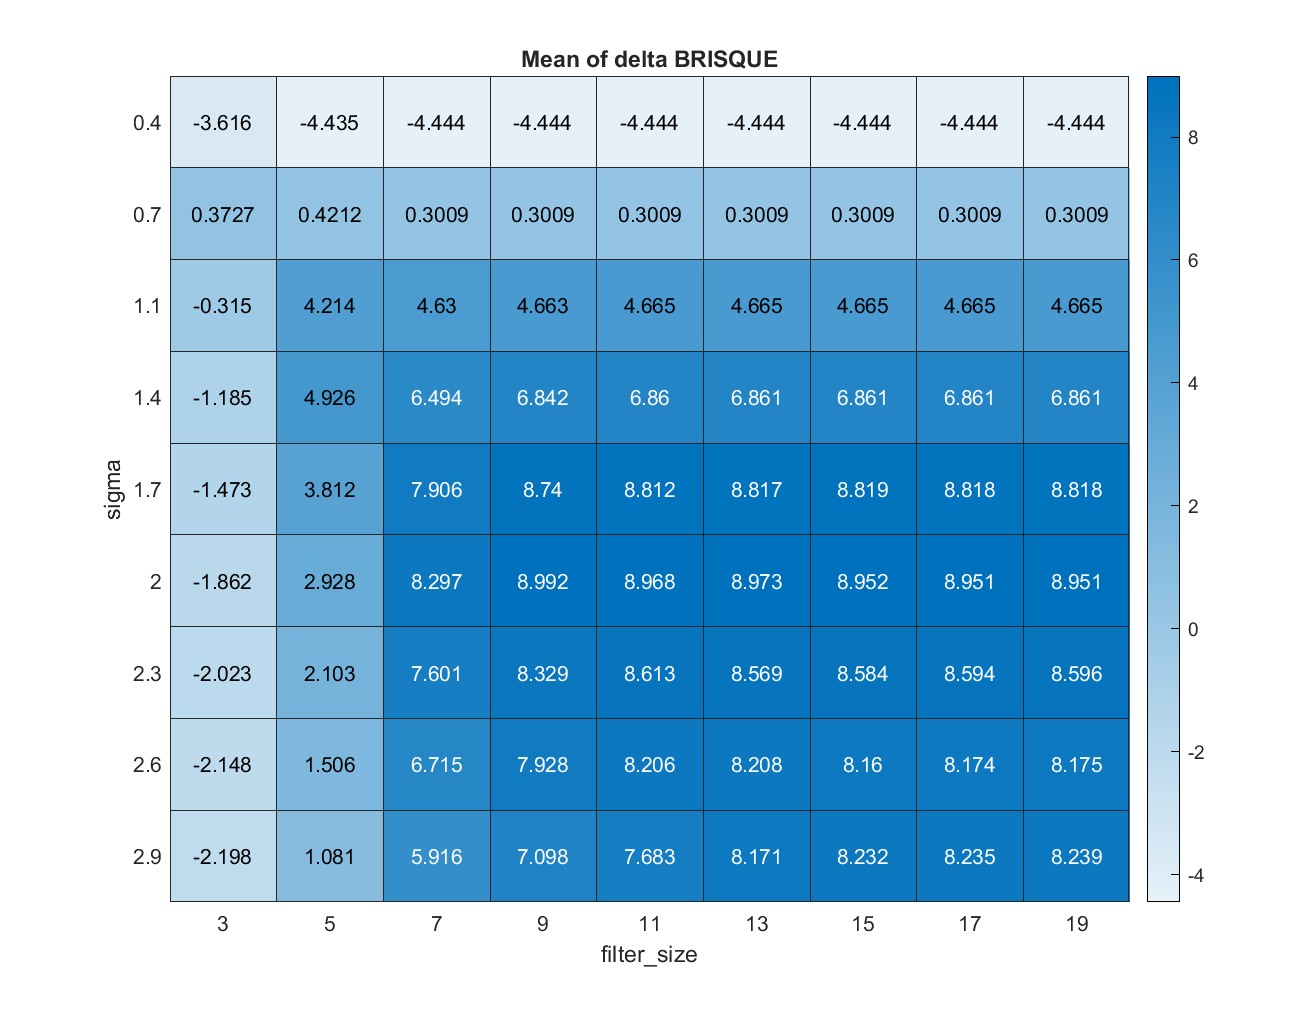 Mean of delta BRISQUE
0.4 -3.616 -4.435 -4.444 -4.444 -4.444 -4.444 -4.444 -4.444 -4.444
0.7 0.3727 0.4212 0.3009 0.3009 0.3009 0.3009 0.3009 0.3009 0.3009
1.1 -0.315 4.214 4.63 4.663 4.665 4.665 4.665 4.665 4.665
1.4 -1.185 4.926 6.494 6.842 6.86 6.861 6.861 6.861 6.861
sigma
1.7 -1.473 3.812 7.906 8.74 8.812 8.817 8.819 8.818 8.818
2 -1.862 2.928 8.297 8.992 8.968 8.973 8.952 8.951 8.951
2.3 -2.023 2.103 7.601 8.329 8.613 8.569 8.584 8.594 8.596
2.6 -2.148 1.506 6.715 7.928 8.206 8.208 8.16 8.174 8.175
2.9 -2.198 1.081 5.916 7.098 7.683 8.171 8.232 8.235 8.239
3 5 7 9 11 13 15 17 19
filter_size
8
6
4
2
0
-2
-4